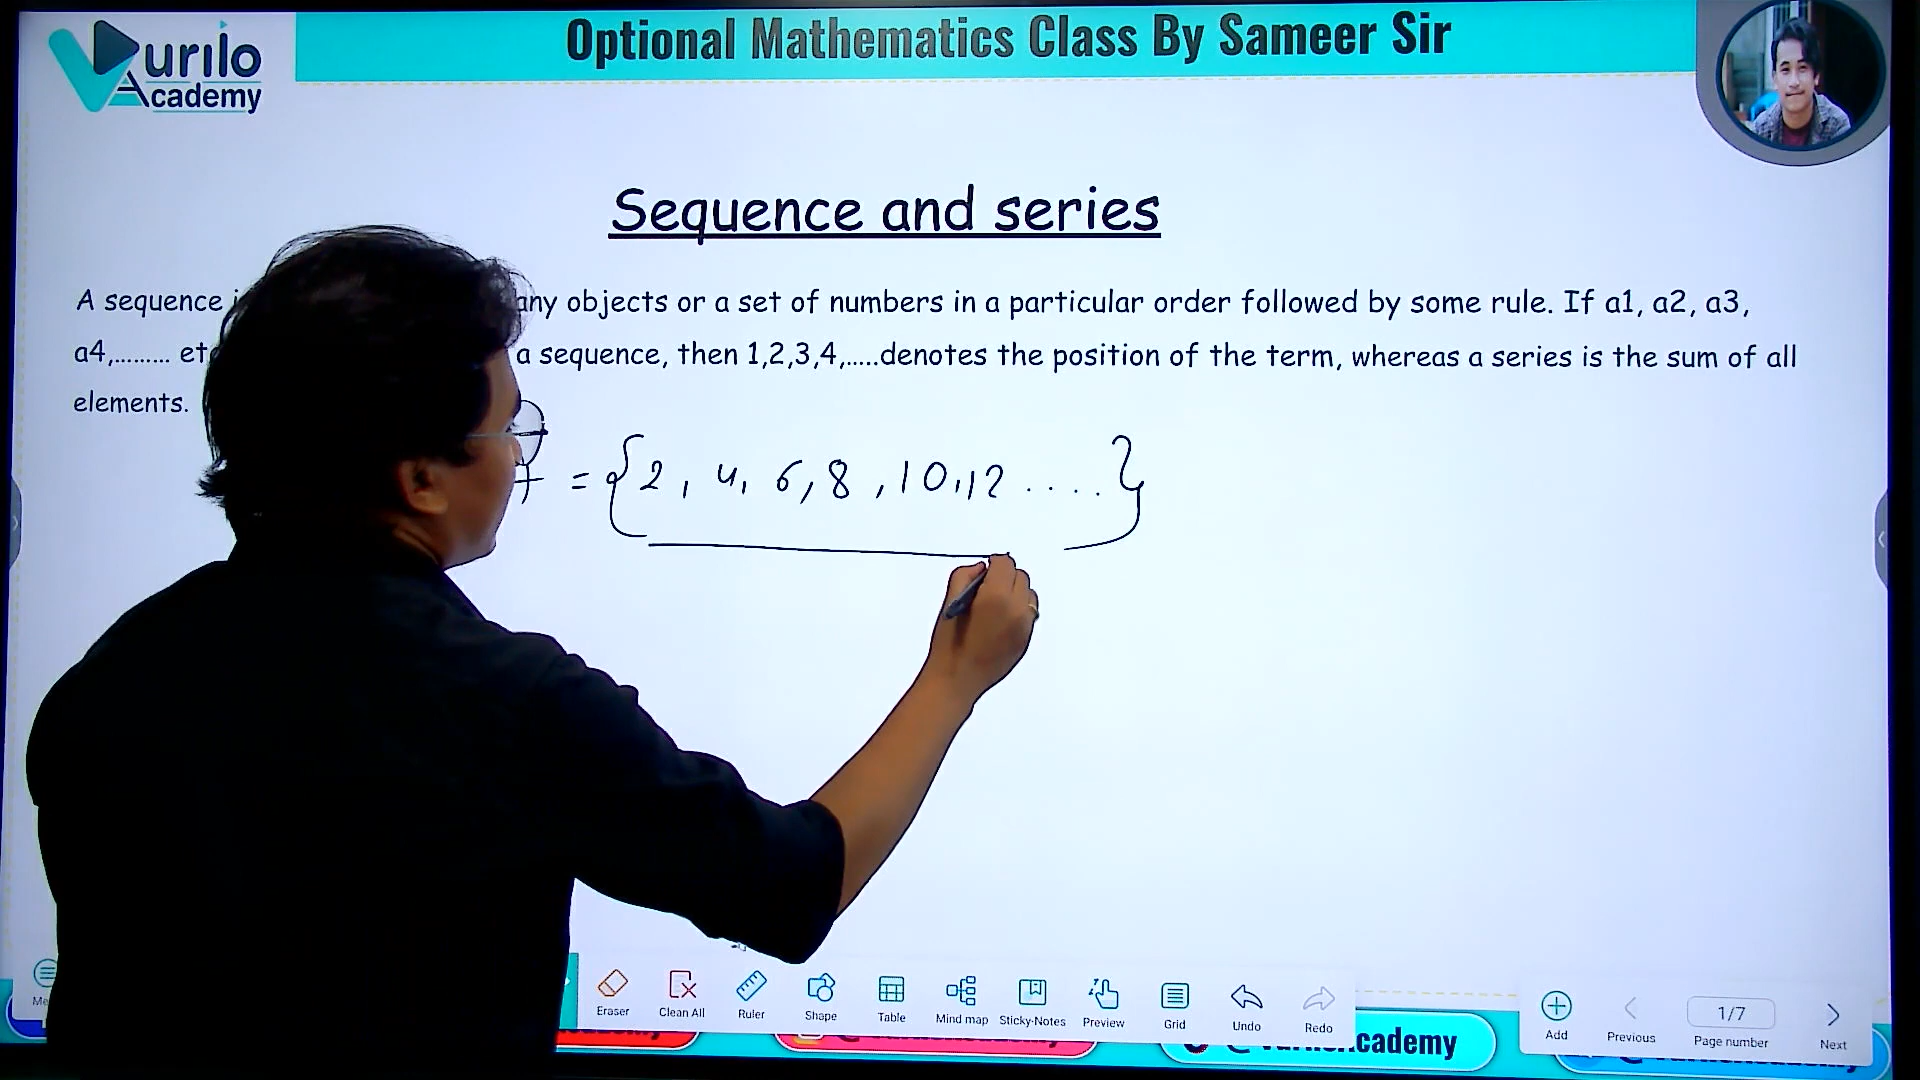 Vurilo Academy
Optional Mathematics Class By Sameer Sir
Sequence and series
A sequence any objects or a set of numbers in a particular order followed by some rule. If a1, a2, a3,
a4,......... a sequence, then 1,2,3,4,.....denotes the position of the term, whereas a series is the sum of all
elements.
= {2, 4, 6, 8, 10, 12 ....}
Eraser
Clean All
Ruler
Shape
Table
Mind map
Sticky-Notes
Preview
Grid
Undo
Redo
Add
Previous
1/7
Page number
Next